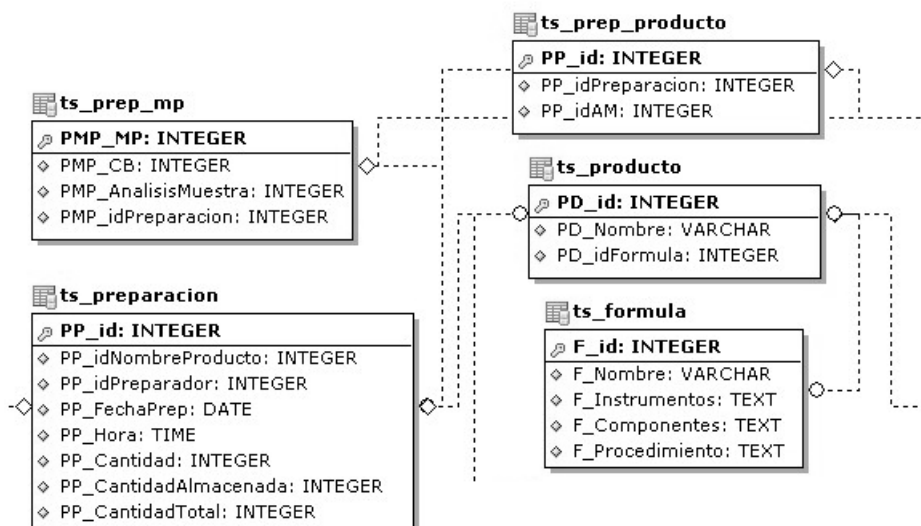 ts_prep_producto
PP_id: INTEGER
PP_idPreparacion: INTEGER
PP_idAM: INTEGER
ts_prep_mp
PMP_MP: INTEGER
PMP_CB: INTEGER
PMP_AnalisisMuestra: INTEGER
PMP_idPreparacion: INTEGER
ts_producto
PD_id: INTEGER
PD_Nombre: VARCHAR
PD_idFormula: INTEGER
ts_preparacion
PP_id: INTEGER
PP_idNombreProducto: INTEGER
PP_idPreparador: INTEGER
PP_FechaPrep: DATE
PP_Hora: TIME
PP_Cantidad: INTEGER
PP_CantidadAlmacenada: INTEGER
PP_CantidadTotal: INTEGER
ts_formula
F_id: INTEGER
F_Nombre: VARCHAR
F_Instrumentos: TEXT
F_Componentes: TEXT
F_Procedimiento: TEXT